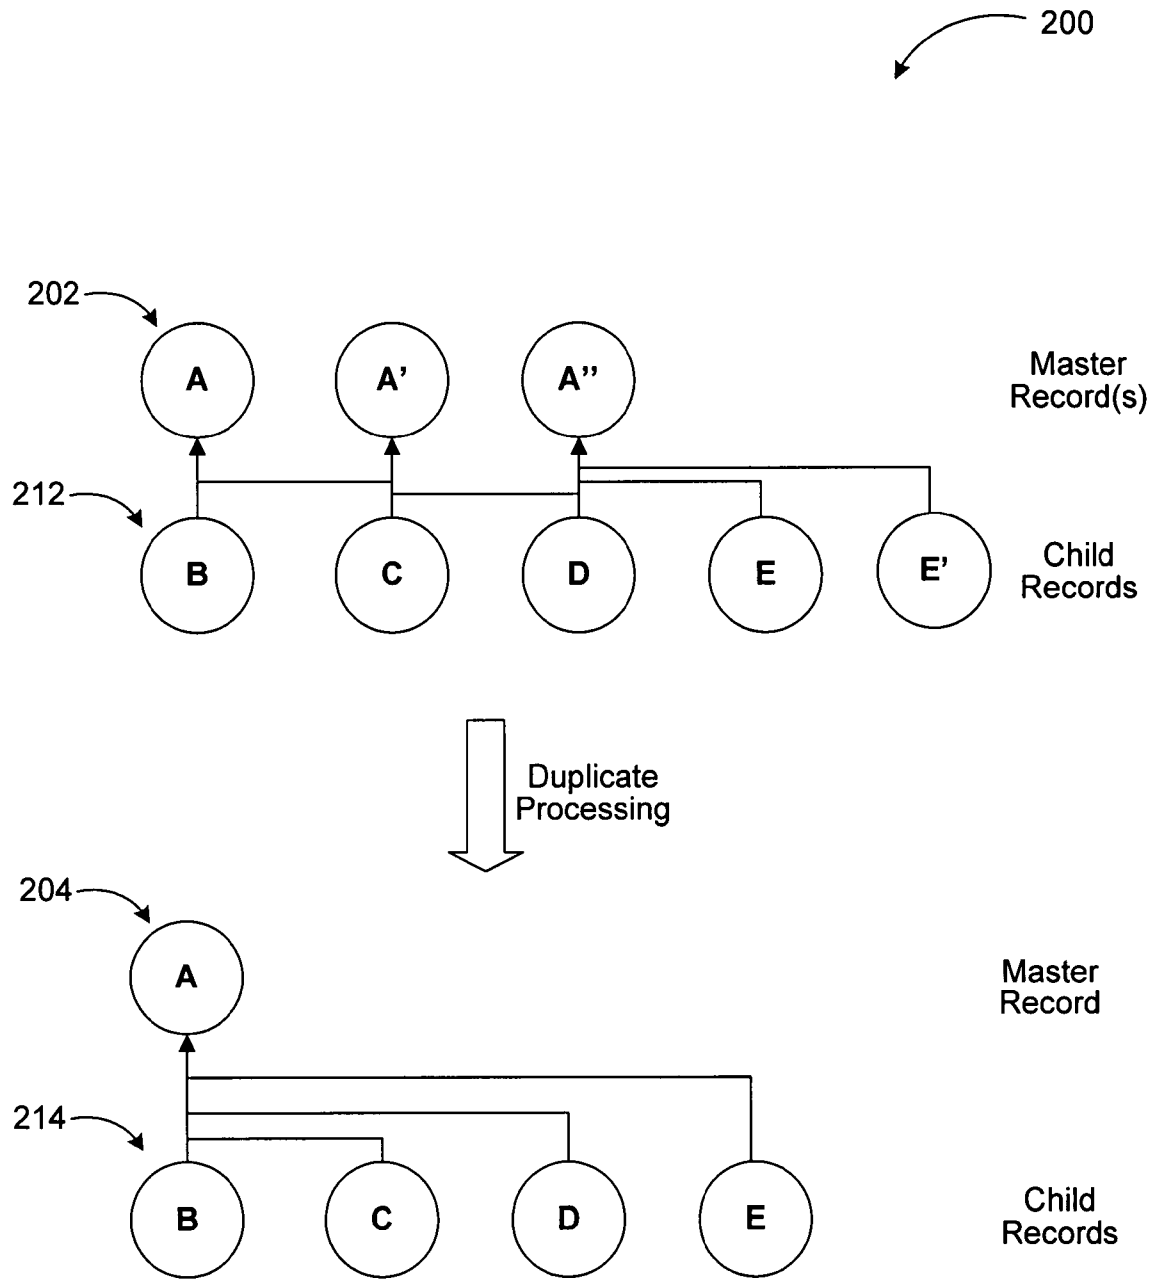 200
202
A
A’
A’’
Master
Record(s)
212
B
C
D
E
E’
Child
Records
Duplicate
Processing
204
A
Master
Record
214
B
C
D
E
Child
Records